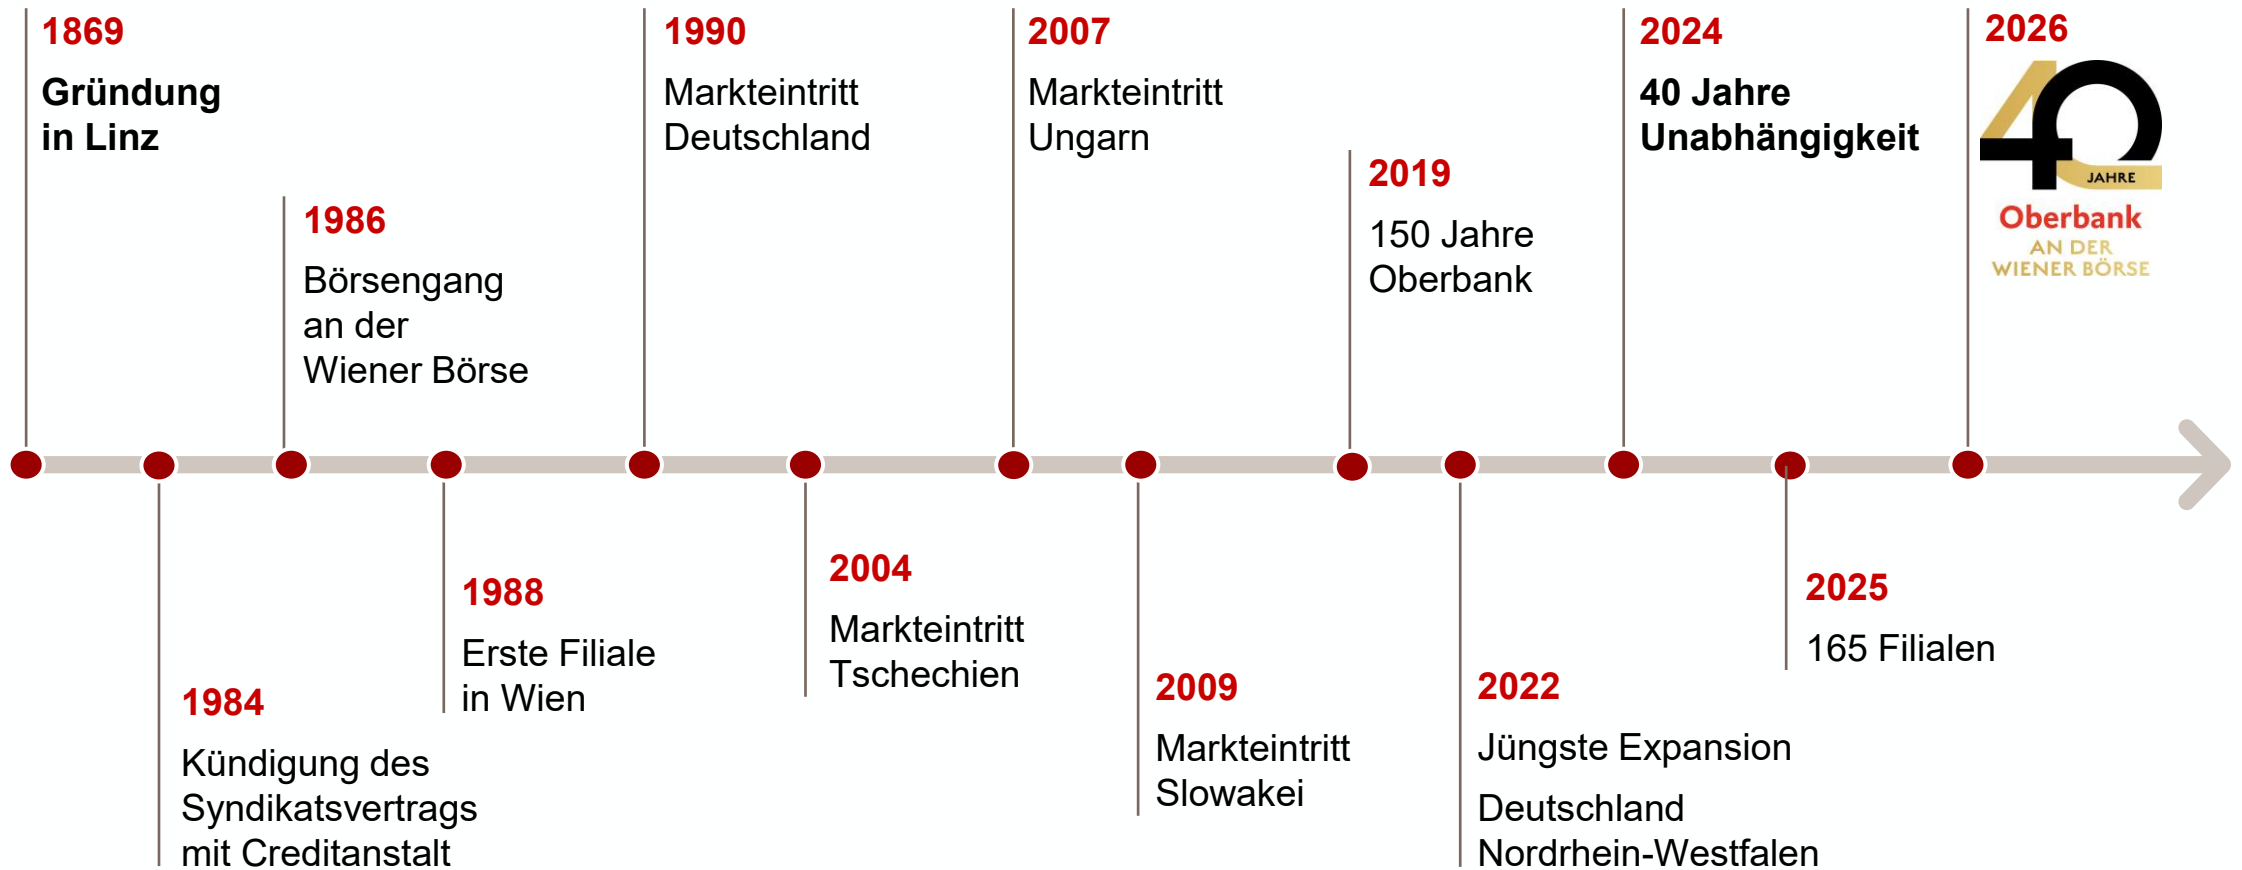 1869
Gründung
in Linz
1984
Kündigung des
Syndikatsvertrags
mit Creditanstalt
1986
Börsengang
an der
Wiener Börse
1988
Erste Filiale
in Wien
1990
Markteintritt
Deutschland
2004
Markteintritt
Tschechien
2007
Markteintritt
Ungarn
2009
Markteintritt
Slowakei
2019
150 Jahre
Oberbank
2022
Jüngste Expansion
Deutschland
Nordrhein-Westfalen
2024
40 Jahre
Unabhängigkeit
2025
165 Filialen
2026
40
JAHRE
Oberbank
AN DER
WIENER BÖRSE